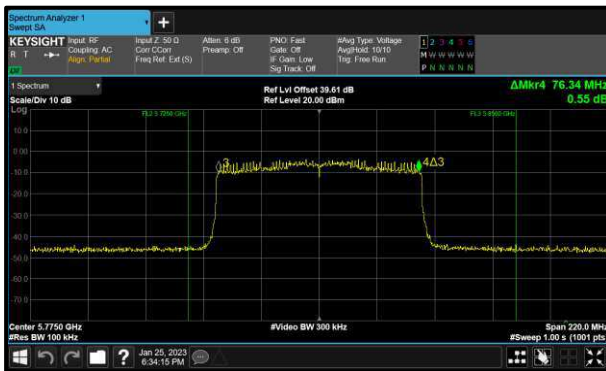 Spectrum Analyzer 1
Swept SA
KEYSIGHT
R T
Input: RF
Coupling: AC
Align: Partial
Input Z: 50 Ω
Corr CCorr
Freq Ref: Ext (S)
Atten: 6 dB
Preamp: Off
PNO: Fast
Gate: Off
IF Gain: Low
Sig Track: Off
#Avg Type: Voltage
Avg|Hold: 10/10
Trig: Free Run
1 2 3 4 5 6
M W W W W W
P N N N N N
1 Spectrum
Scale/Div 10 dB
Ref Lvl Offset 39.61 dB
Ref Level 20.00 dBm
ΔMkr4 76.34 MHz
0.55 dB
Log
10.0
0.00
-10.0
-20.0
-30.0
-40.0
-50.0
-60.0
-70.0
3
4Δ3
Center 5.7750 GHz
#Res BW 100 kHz
#Video BW 300 kHz
Span 220.0 MHz
#Sweep 1.00 s (1001 pts)
Jan 25, 2023
6:34:15 PM